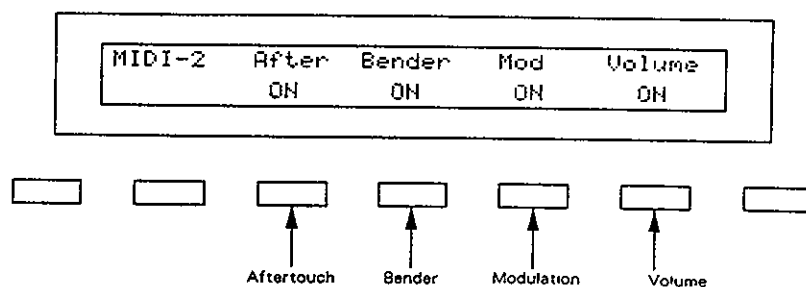 MIDI-2 After Bender Mod Volume
ON ON ON ON
Aftertouch Bender Modulation Volume